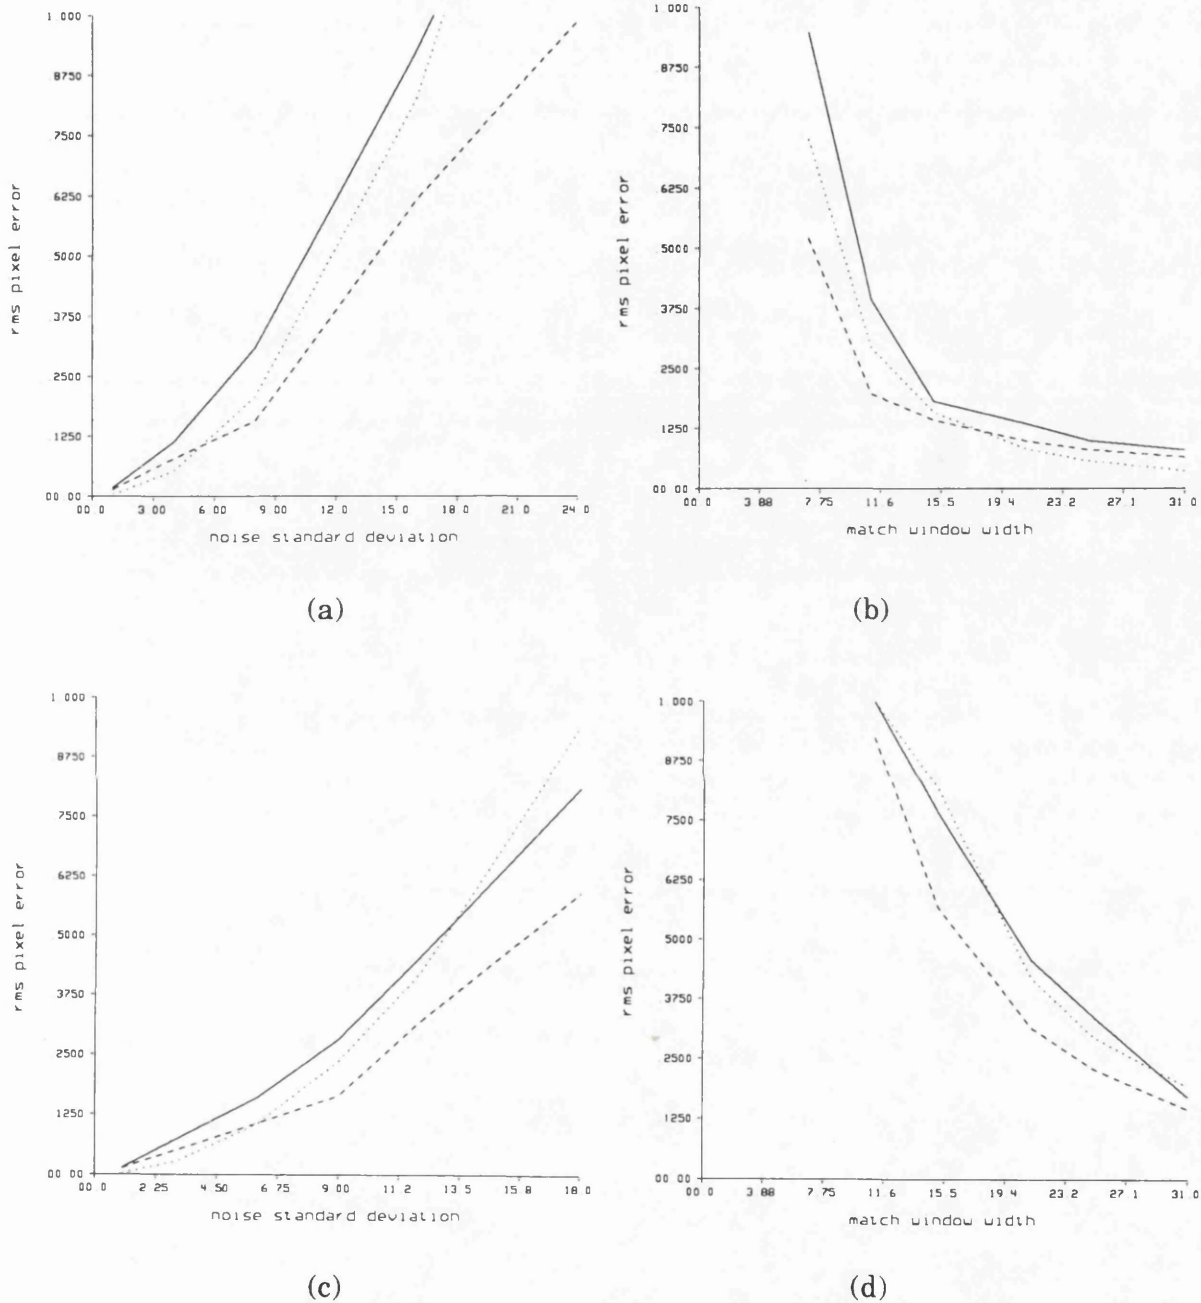 1.000
8750
7500
6250
5000
3750
2500
.1250
00 00
rms pixel error
00.0 3.00 6 00 9.00 12.0 15.0 18 0 21.0 24.0
noise standard deviation
(a)
1.000
8750
7500
6250
5000
3750
2500
1250
00 00
rms pixel error
00.0 3 88 7.75 11.6 15.5 19.4 23.2 27.1 31.0
match window width
(b)
1 000
8750
7500
6250
5000
3750
2500
1250
00 00
rms pixel error
00.0 2.25 4 50 6.75 9.00 11.2 13 5 15.8 18 0
noise standard deviation
(c)
1.000
8750
7500
6250
5000
3750
2500
1250
00 00
rms pixel error
00 0 3 88 7.75 11 6 15.5 19 4 23.2 27 1 31.0
match window width
(d)